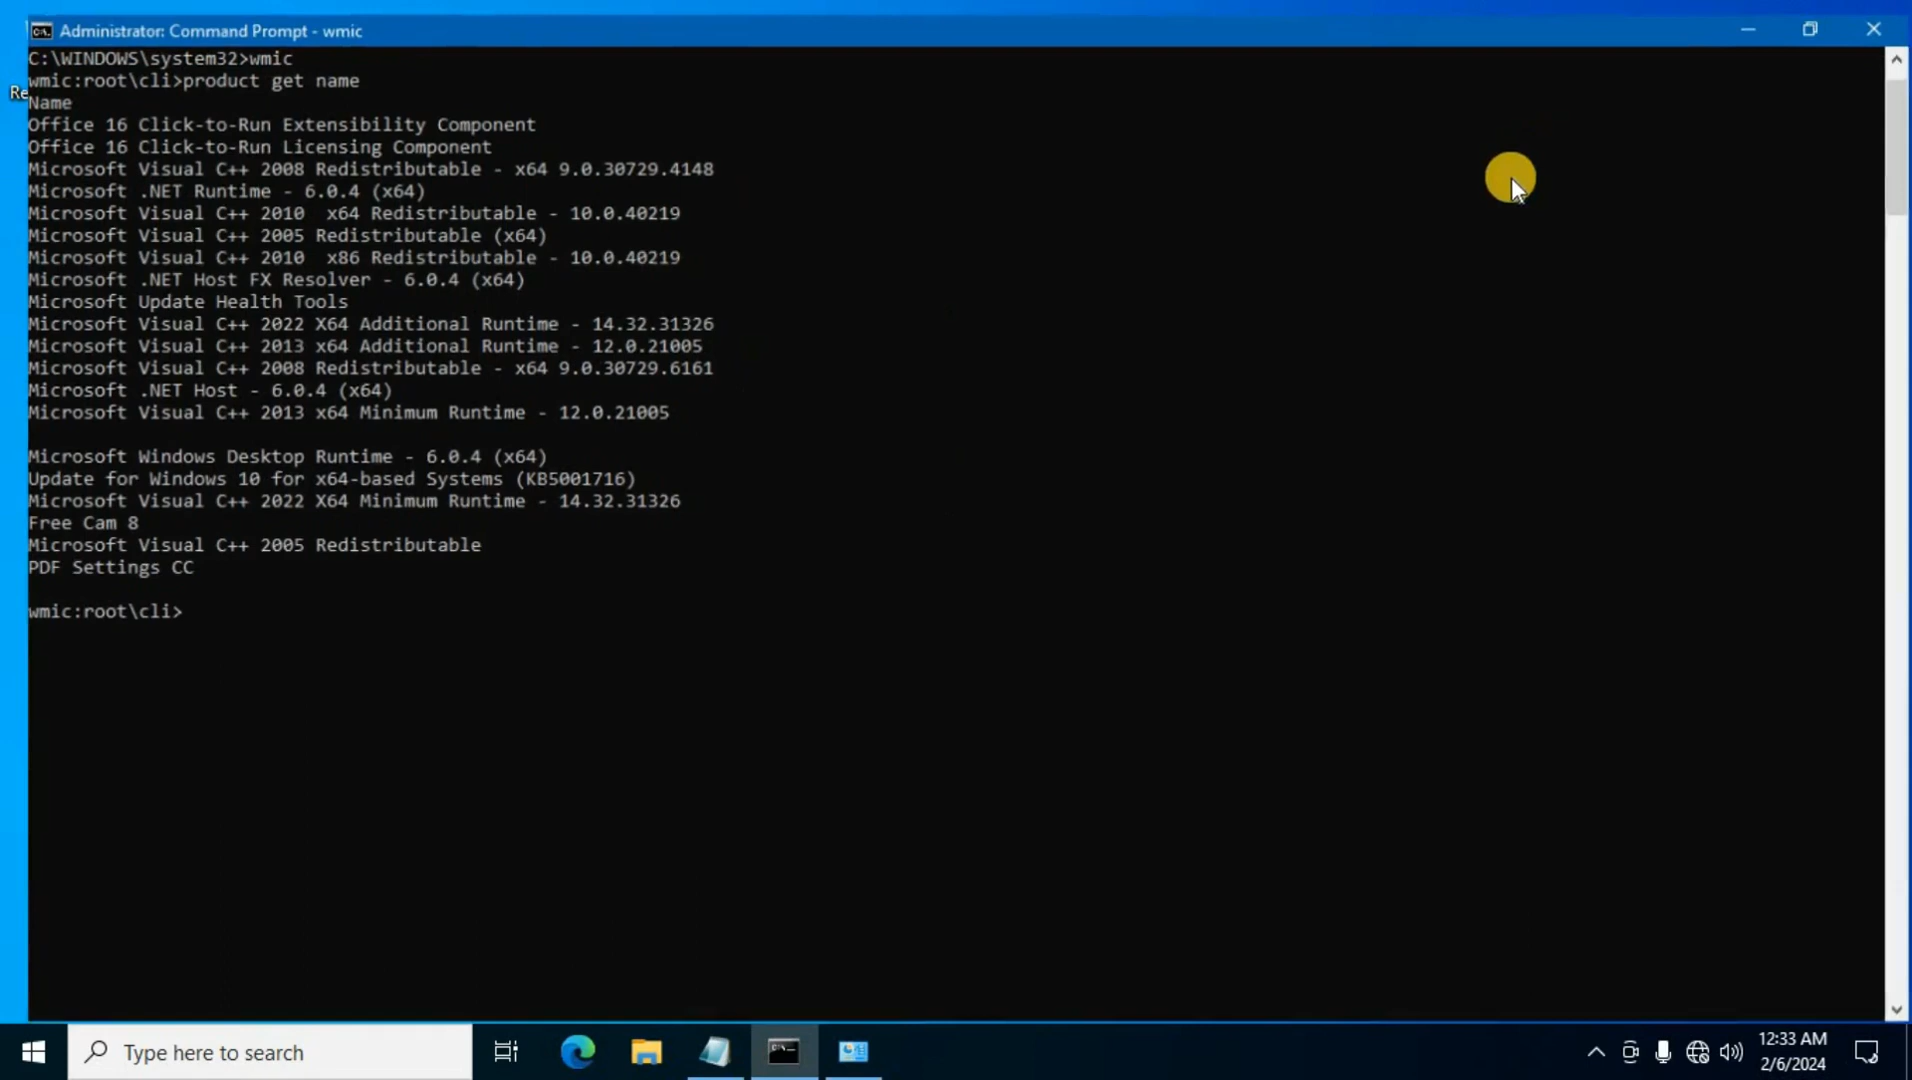 Administrator: Command Prompt - wmic
C:\WINDOWS\system32>wmic
wmic:root\cli>product get name
Re
Name
Office 16 Click-to-Run Extensibility Component
Office 16 Click-to-Run Licensing Component
Microsoft Visual C++ 2008 Redistributable - x64 9.0.30729.4148
Microsoft .NET Runtime - 6.0.4 (x64)
Microsoft Visual C++ 2010  x64 Redistributable - 10.0.40219
Microsoft Visual C++ 2005 Redistributable (x64)
Microsoft Visual C++ 2010  x86 Redistributable - 10.0.40219
Microsoft .NET Host FX Resolver - 6.0.4 (x64)
Microsoft Update Health Tools
Microsoft Visual C++ 2022 X64 Additional Runtime - 14.32.31326
Microsoft Visual C++ 2013 x64 Additional Runtime - 12.0.21005
Microsoft Visual C++ 2008 Redistributable - x64 9.0.30729.6161
Microsoft .NET Host - 6.0.4 (x64)
Microsoft Visual C++ 2013 x64 Minimum Runtime - 12.0.21005
Microsoft Windows Desktop Runtime - 6.0.4 (x64)
Update for Windows 10 for x64-based Systems (KB5001716)
Microsoft Visual C++ 2022 X64 Minimum Runtime - 14.32.31326
Free Cam 8
Microsoft Visual C++ 2005 Redistributable
PDF Settings CC
wmic:root\cli>
Type here to search
12:33 AM
2/6/2024